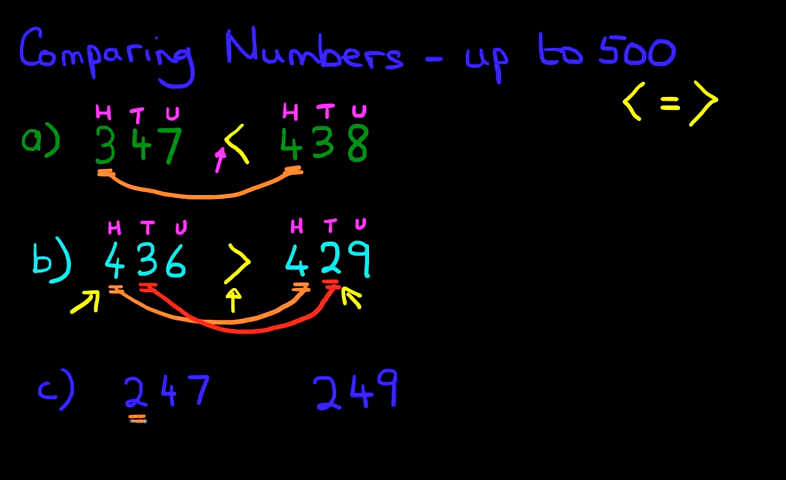 Comparing Numbers - up to 500
< = >
H T U H T U
a) 347 < 438
H T U H T U
b) 436 > 429
c) 247 249